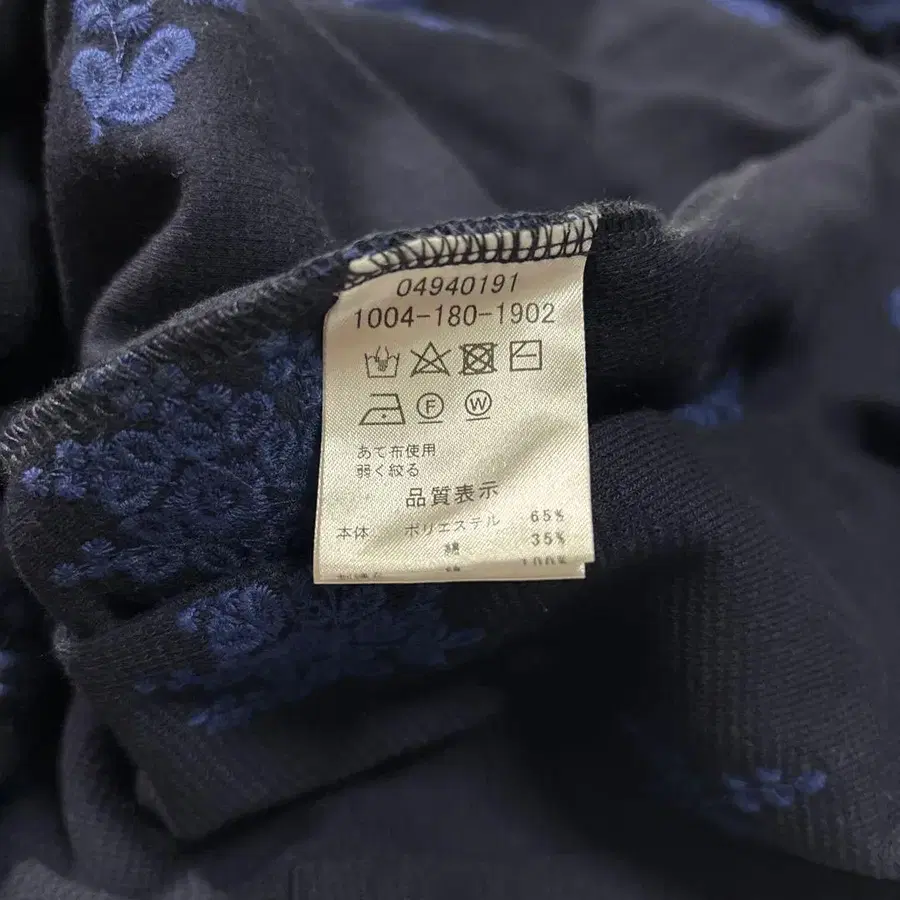 04940191
1004-180-1902
F W
あて布使用
弱く絞る
品質表示
本体 ポリエステル 65%
綿 35%
100%